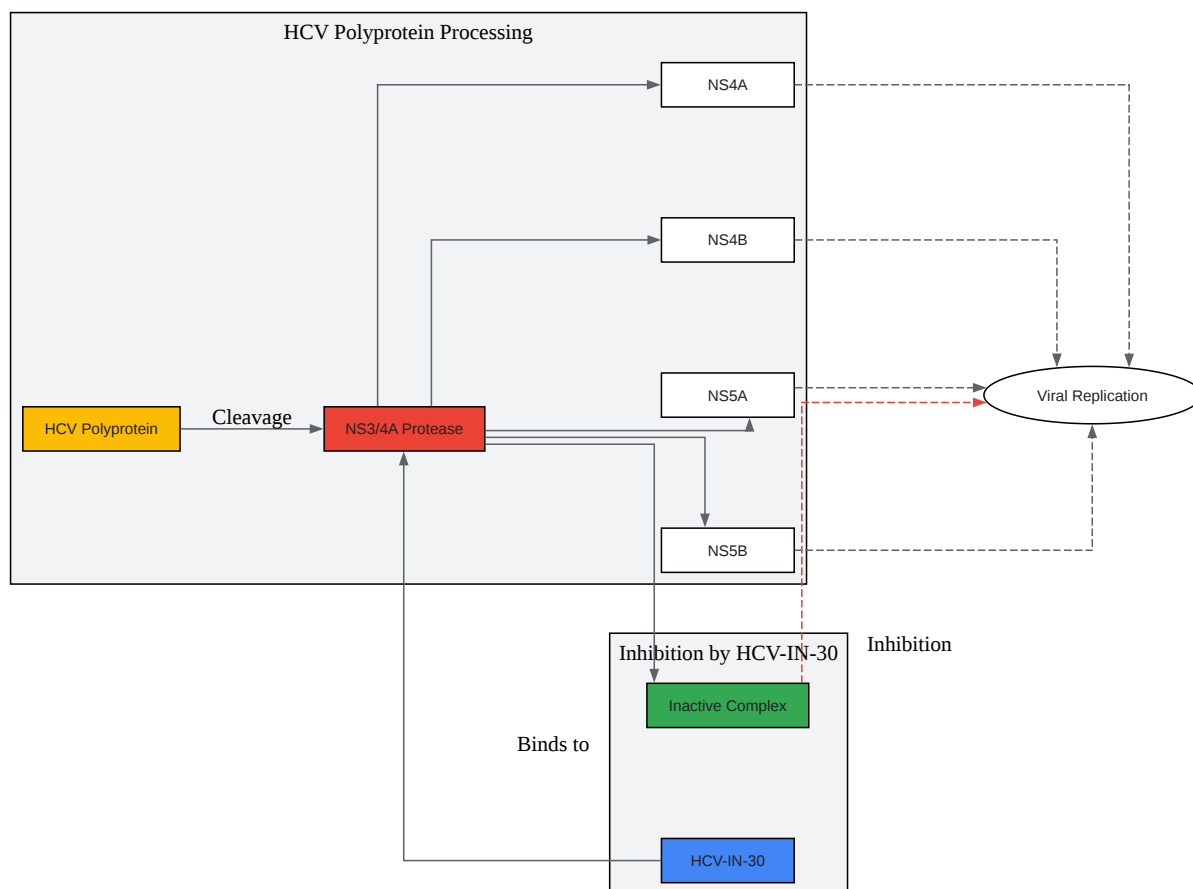 HCV Polyprotein Processing
NS4A
NS4B
NS5A
Viral Replication
HCV Polyprotein
Cleavage
NS3/4A Protease
NS5B
Inhibition by HCV-IN-30
Inhibition
Inactive Complex
Binds to
HCV-IN-30